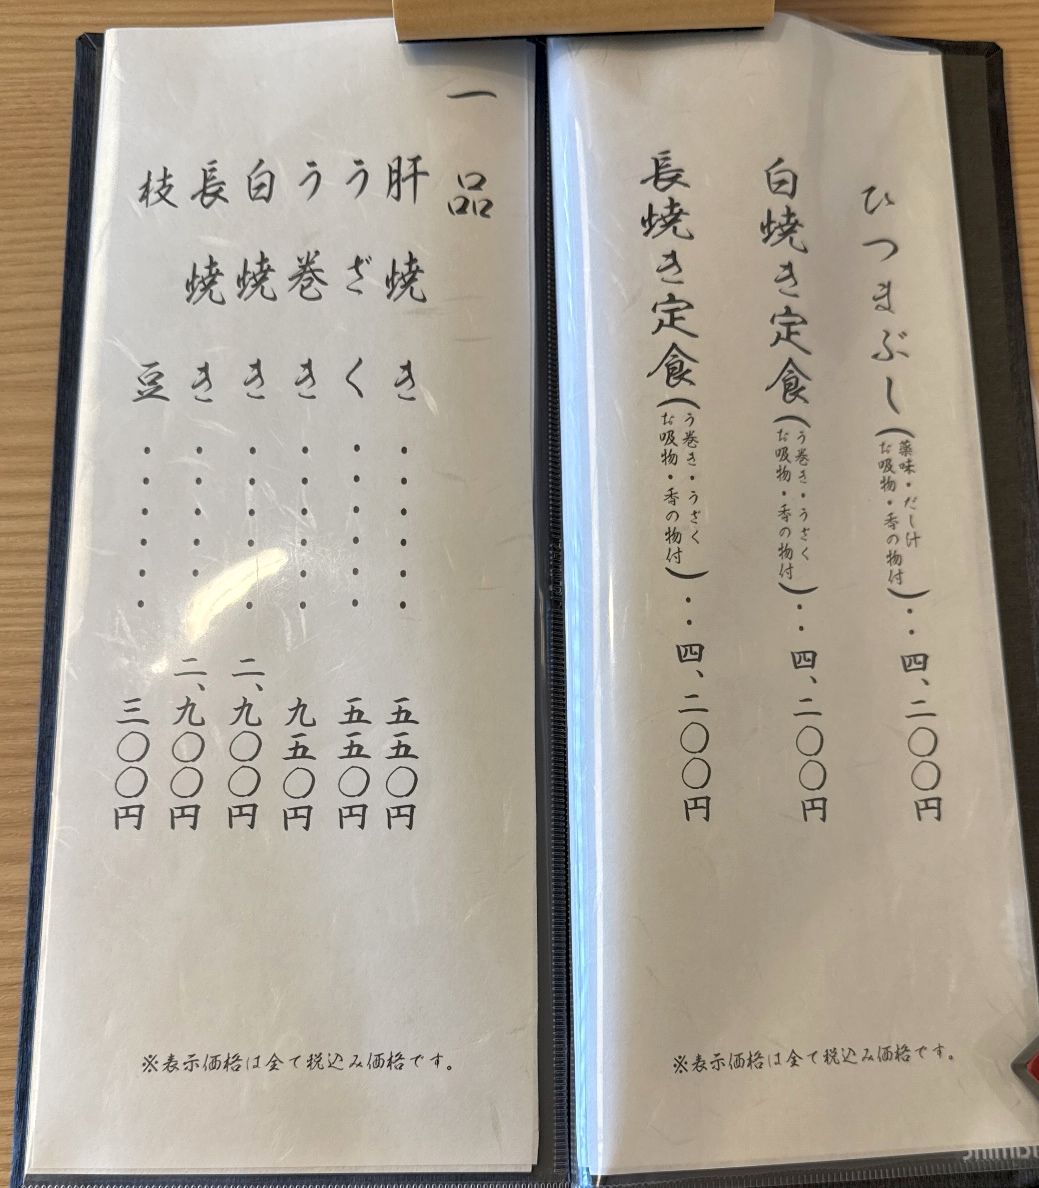 ひつまぶし(薬味・だし汁 お吸物・香の物付)・・四、二〇〇円
白焼き定食(う巻き・うざく お吸物・香の物付)・・四、二〇〇円
長焼き定食(う巻き・うざく お吸物・香の物付)・・四、二〇〇円
※表示価格は全て税込み価格です。
一品
肝焼き・・・・・・五五〇円
うざく・・・・・・五五〇円
う巻き・・・・・・九五〇円
白焼き・・・・・・二、九〇〇円
長焼き・・・・・・二、九〇〇円
枝豆・・・・・・三〇〇円
※表示価格は全て税込み価格です。